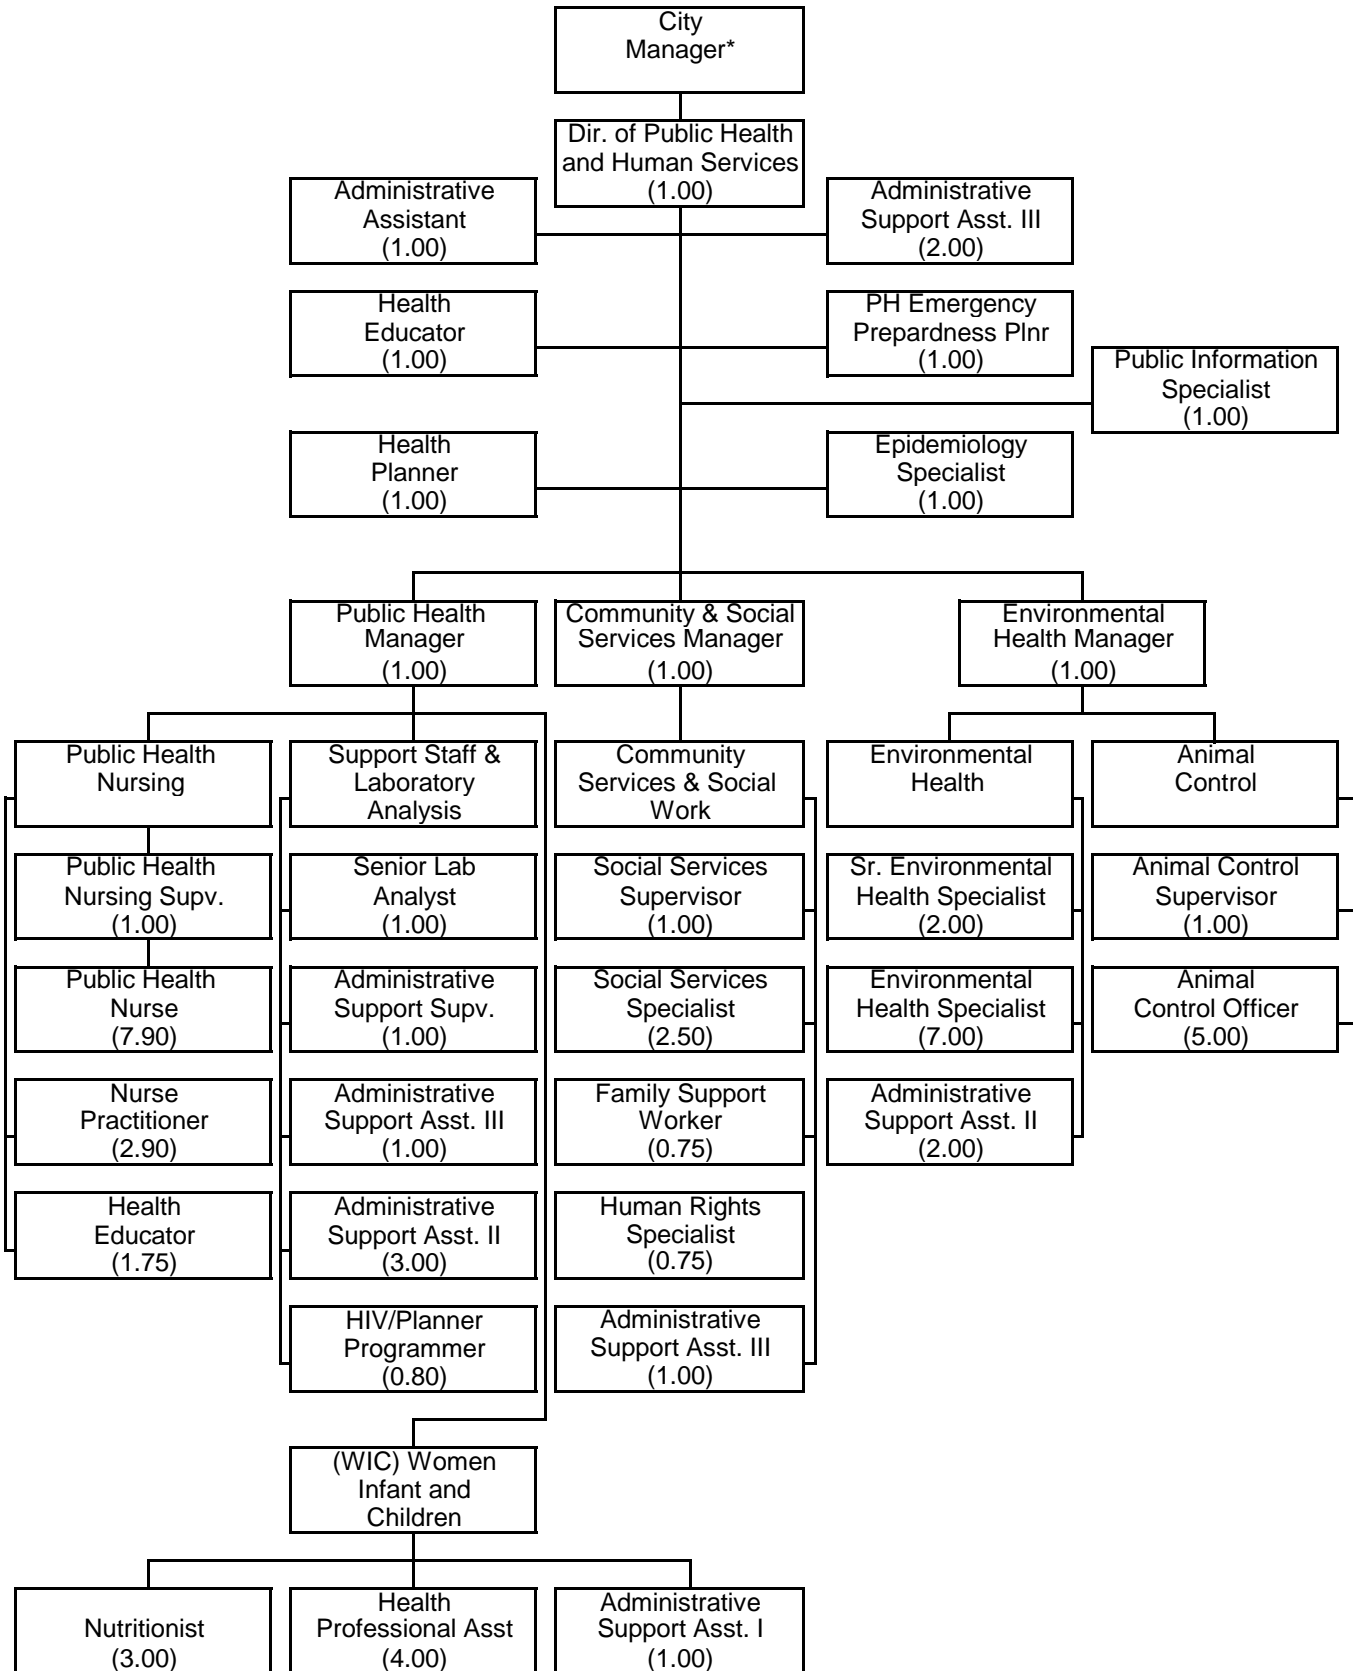 City
Manager*
Dir. of Public Health
and Human Services
(1.00)
Administrative
Assistant
(1.00)
Administrative
Support Asst. III
(2.00)
Health
Educator
(1.00)
PH Emergency
Prepardness Plnr
(1.00)
Public Information
Specialist
(1.00)
Health
Planner
(1.00)
Epidemiology
Specialist
(1.00)
Public Health
Manager
(1.00)
Community & Social
Services Manager
(1.00)
Environmental
Health Manager
(1.00)
Public Health
Nursing
Support Staff &
Laboratory
Analysis
Community
Services & Social
Work
Environmental
Health
Animal
Control
Public Health
Nursing Supv.
(1.00)
Senior Lab
Analyst
(1.00)
Social Services
Supervisor
(1.00)
Sr. Environmental
Health Specialist
(2.00)
Animal Control
Supervisor
(1.00)
Public Health
Nurse
(7.90)
Administrative
Support Supv.
(1.00)
Social Services
Specialist
(2.50)
Environmental
Health Specialist
(7.00)
Animal
Control Officer
(5.00)
Nurse
Practitioner
(2.90)
Administrative
Support Asst. III
(1.00)
Family Support
Worker
(0.75)
Administrative
Support Asst. II
(2.00)
Health
Educator
(1.75)
Administrative
Support Asst. II
(3.00)
Human Rights
Specialist
(0.75)
HIV/Planner
Programmer
(0.80)
Administrative
Support Asst. III
(1.00)
(WIC) Women
Infant and
Children
Nutritionist
(3.00)
Health
Professional Asst
(4.00)
Administrative
Support Asst. I
(1.00)